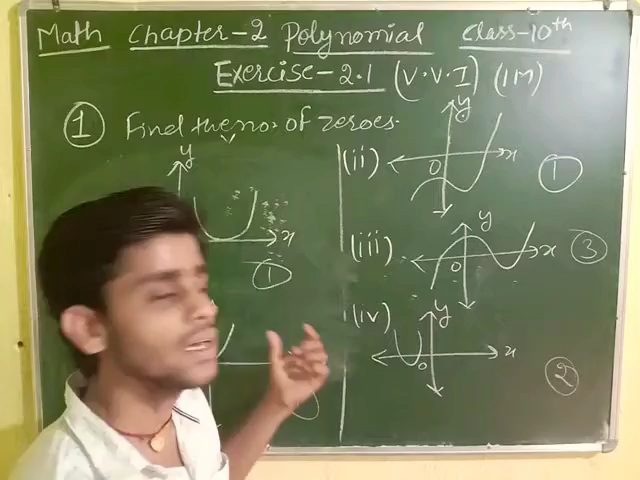 Math Chapter-2 Polynomial Class-10th
Exercise-2.1 (V.V.I) (1M)
1 Find the no. of zeroes.
y
x
1
(ii)
y
x
0
1
(iii)
y
x
0
3
(iv)
y
x
0
2